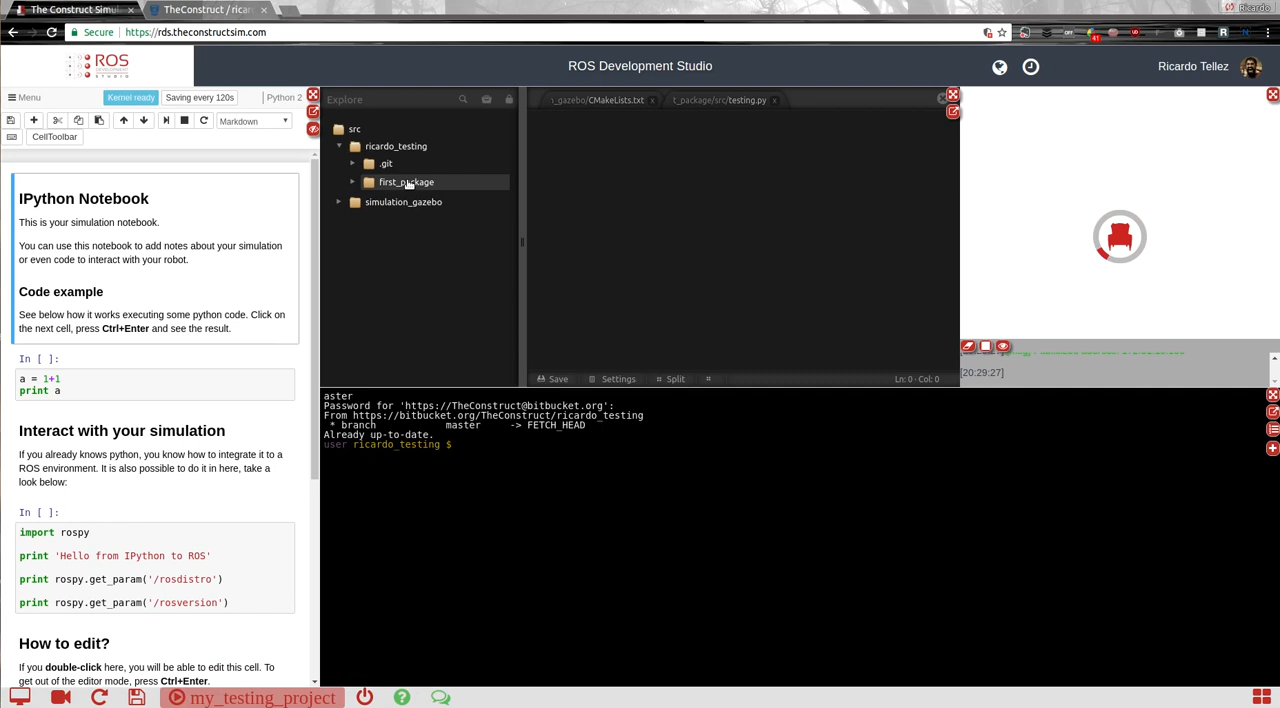 The Construct Simu
TheConstruct / ricar
Ricardo
Secure
https://rds.theconstructsim.com
41
ROS
DEVELOPMENT
STUDIO
ROS Development Studio
Ricardo Tellez
Menu
Kernel ready
Saving every 120s
Python 2
Markdown
CellToolbar
IPython Notebook
This is your simulation notebook.
You can use this notebook to add notes about your simulation
or even code to interact with your robot.
Code example
See below how it works executing some python code. Click on
the next cell, press Ctrl+Enter and see the result.
In [ ]:
a = 1+1
print a
Interact with your simulation
If you already knows python, you know how to integrate it to a
ROS environment. It is also possible to do it in here, take a
look below:
In [ ]:
import rospy
print 'Hello from IPython to ROS'
print rospy.get_param('/rosdistro')
print rospy.get_param('/rosversion')
How to edit?
If you double-click here, you will be able to edit this cell. To
get out of the editor mode, press Ctrl+Enter.
Explore
src
ricardo_testing
.git
first_package
simulation_gazebo
n_gazebo/CMakeLists.txt
t_package/src/testing.py
Save
Settings
Split
Ln: 0 · Col: 0
[20:29:27]
aster
Password for 'https://TheConstruct@bitbucket.org':
From https://bitbucket.org/TheConstruct/ricardo_testing
* branch master -> FETCH_HEAD
Already up-to-date.
user ricardo_testing $
my_testing_project